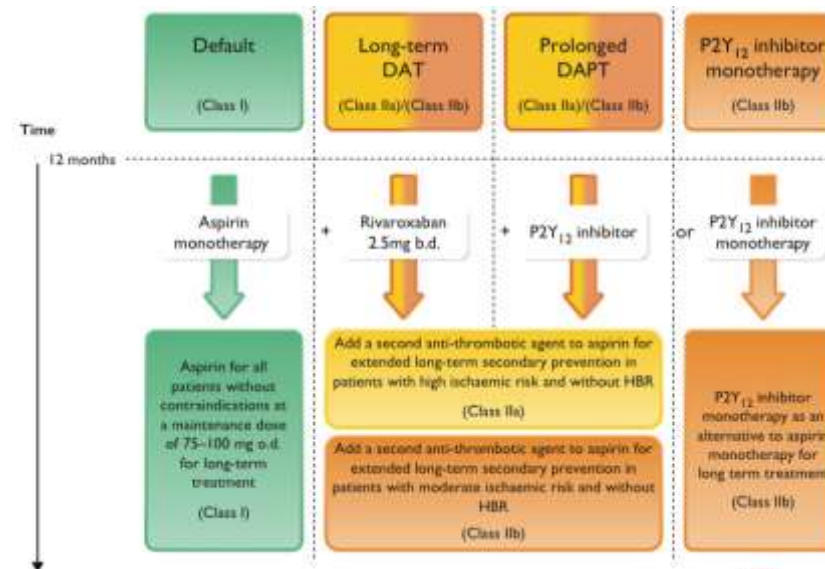 Default
(Class I)
Long-term
DAT
(Class IIa)/(Class IIb)
Prolonged
DAPT
(Class IIa)/(Class IIb)
P2Y12 inhibitor
monotherapy
(Class IIb)
Time
12 months
Aspirin
monotherapy
+
Rivaroxaban
2.5mg b.d.
+
P2Y12 inhibitor
or
P2Y12 inhibitor
monotherapy
Aspirin for all
patients without
contraindications at
a maintenance dose
of 75–100 mg o.d.
for long-term
treatment
(Class I)
Add a second anti-thrombotic agent to aspirin for
extended long-term secondary prevention in
patients with high ischaemic risk and without HBR
(Class IIa)
Add a second anti-thrombotic agent to aspirin for
extended long-term secondary prevention in
patients with moderate ischaemic risk and without
HBR
(Class IIb)
P2Y12 inhibitor
monotherapy as an
alternative to aspirin
monotherapy for
long term treatment
(Class IIb)